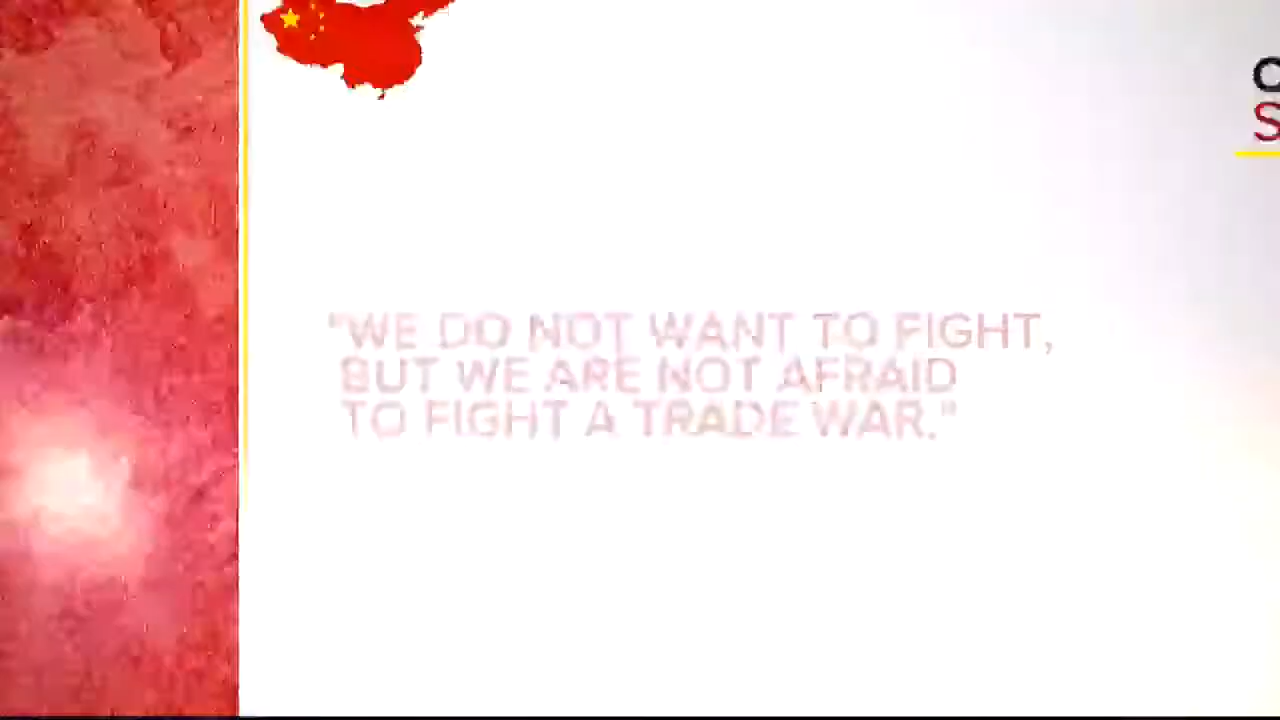 "WE DO NOT WANT TO FIGHT,
BUT WE ARE NOT AFRAID
TO FIGHT A TRADE WAR."